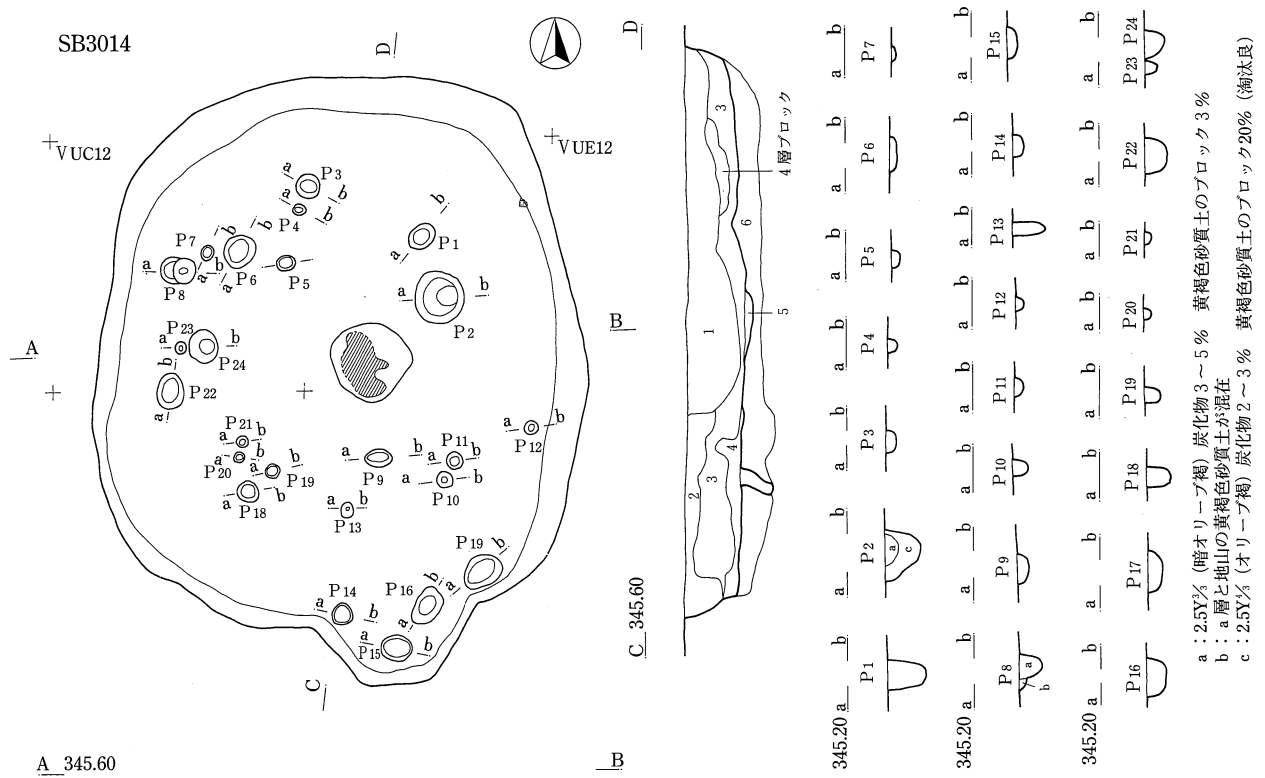 SB3014
D
VUC12
VUE12
a
P3
b
a
b
P4
b
P1
a
P7
b
b
a
P8
a
b
P6
a
P5
a
b
P2
P23
a
b
P24
b
P22
a
A
B
P21
b
P20
b
a
P19
b
a
P18
b
a
P9
b
P11
b
a
P10
b
a
P12
b
a
b
P13
P19
b
a
P16
b
a
P14
a
b
a
P15
b
C
A 345.60
B
D
3
4層ブロック
6
1
5
4
2
3
C 345.60
a b
P7
a b
P6
a b
P5
a b
P4
a b
P3
a b
P2
a
c
a b
P1
345.20
a b
P15
a b
P14
a b
P13
a b
P12
a b
P11
a b
P10
a b
P9
a b
P8
a
b
345.20
a b
P23 P24
a b
P22
a b
P21
a b
P20
a b
P19
a b
P18
a b
P17
a b
P16
345.20
a：2.5Y3/3（暗オリーブ褐）炭化物3～5%　黄褐色砂質土のブロック3%
b：a層と地山の黄褐色砂質土が混在
c：2.5Y4/3（オリーブ褐）炭化物2～3%　黄褐色砂質土のブロック20%（淘汰良）